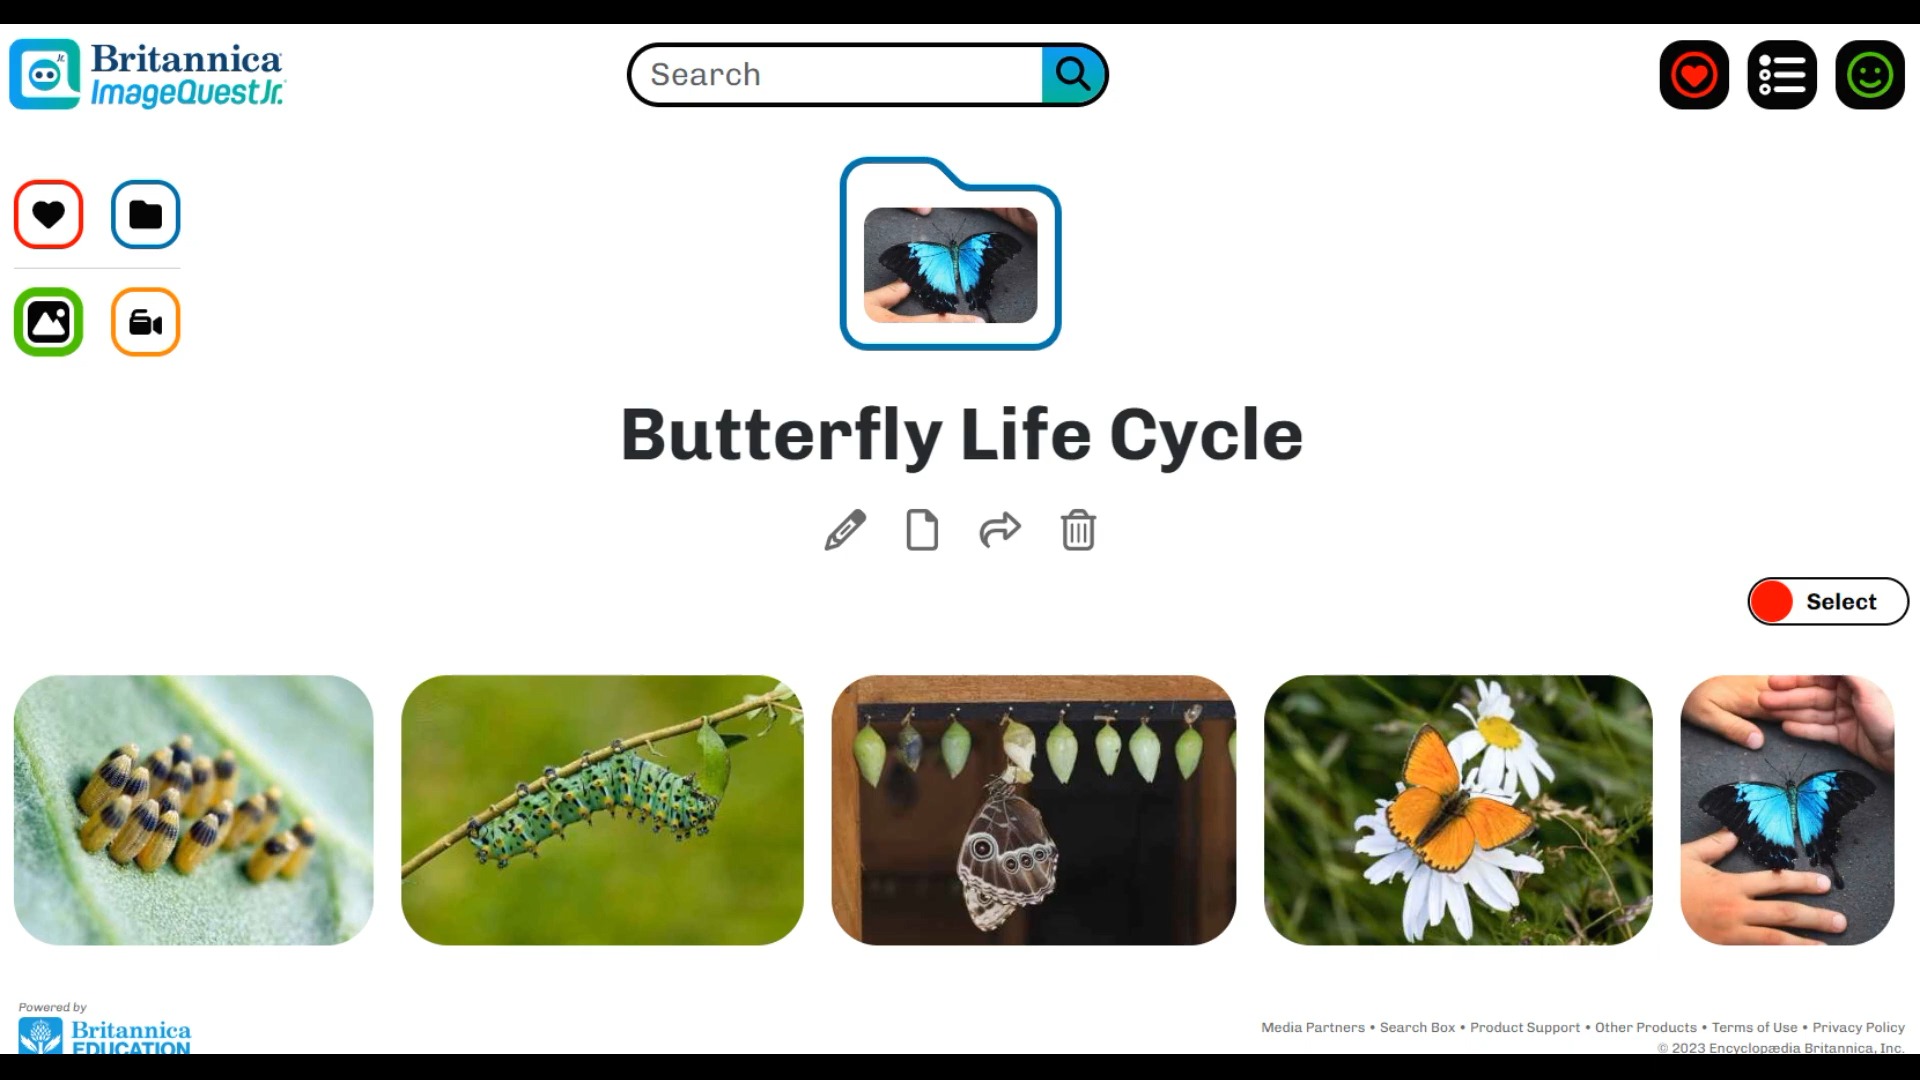 Jr.
Britannica
ImageQuestJr.
Search
Butterfly Life Cycle
Select
Powered by
Britannica
EDUCATION
Media Partners • Search Box • Product Support • Other Products • Terms of Use • Privacy Policy
© 2023 Encyclopædia Britannica, Inc.